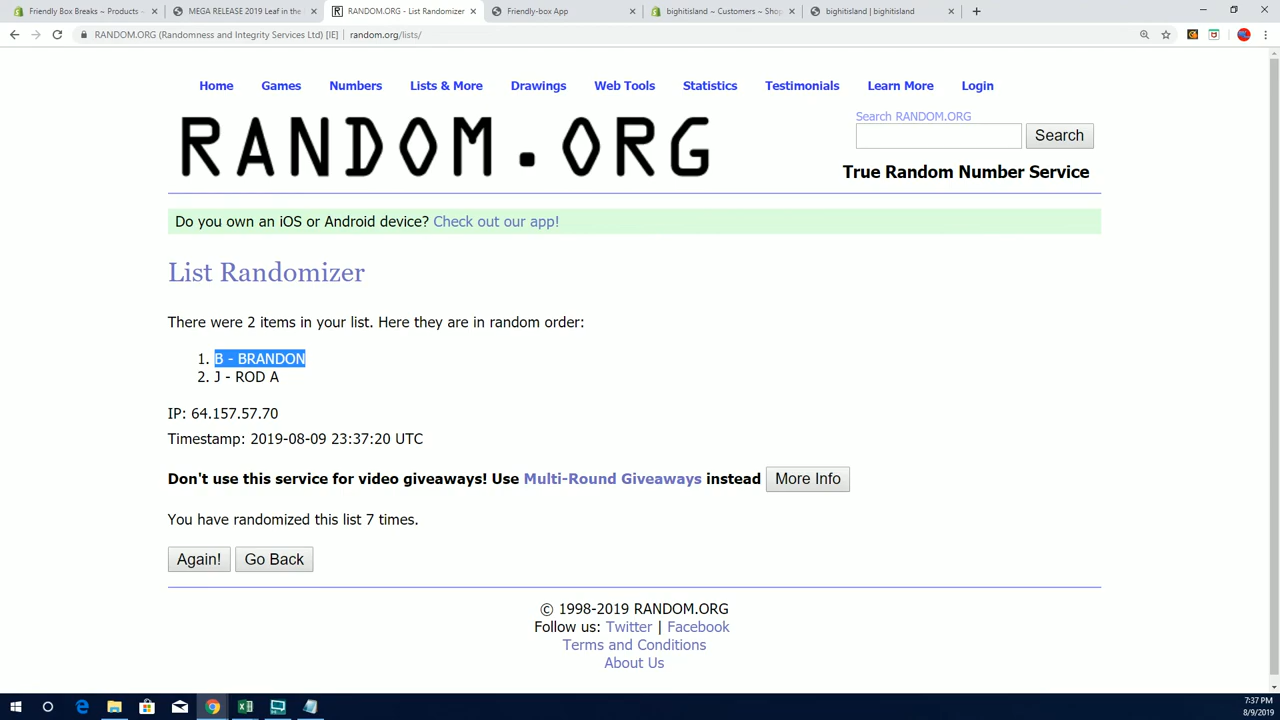 Friendly Box Breaks ~ Products ~
MEGA RELEASE 2019 Leaf in the
RANDOM.ORG - List Randomizer
Friendly-box App
bighitisland ~ Customers ~ Shop
bighitisland | bighitisland
RANDOM.ORG (Randomness and Integrity Services Ltd) [IE] | random.org/lists/
Home Games Numbers Lists & More Drawings Web Tools Statistics Testimonials Learn More Login
RANDOM.ORG
Search RANDOM.ORG
Search
True Random Number Service
Do you own an iOS or Android device? Check out our app!
List Randomizer
There were 2 items in your list. Here they are in random order:
1. B - BRANDON
2. J - ROD A
IP: 64.157.57.70
Timestamp: 2019-08-09 23:37:20 UTC
Don't use this service for video giveaways! Use Multi-Round Giveaways instead More Info
You have randomized this list 7 times.
Again! Go Back
© 1998-2019 RANDOM.ORG
Follow us: Twitter | Facebook
Terms and Conditions
About Us
7:37 PM
8/9/2019